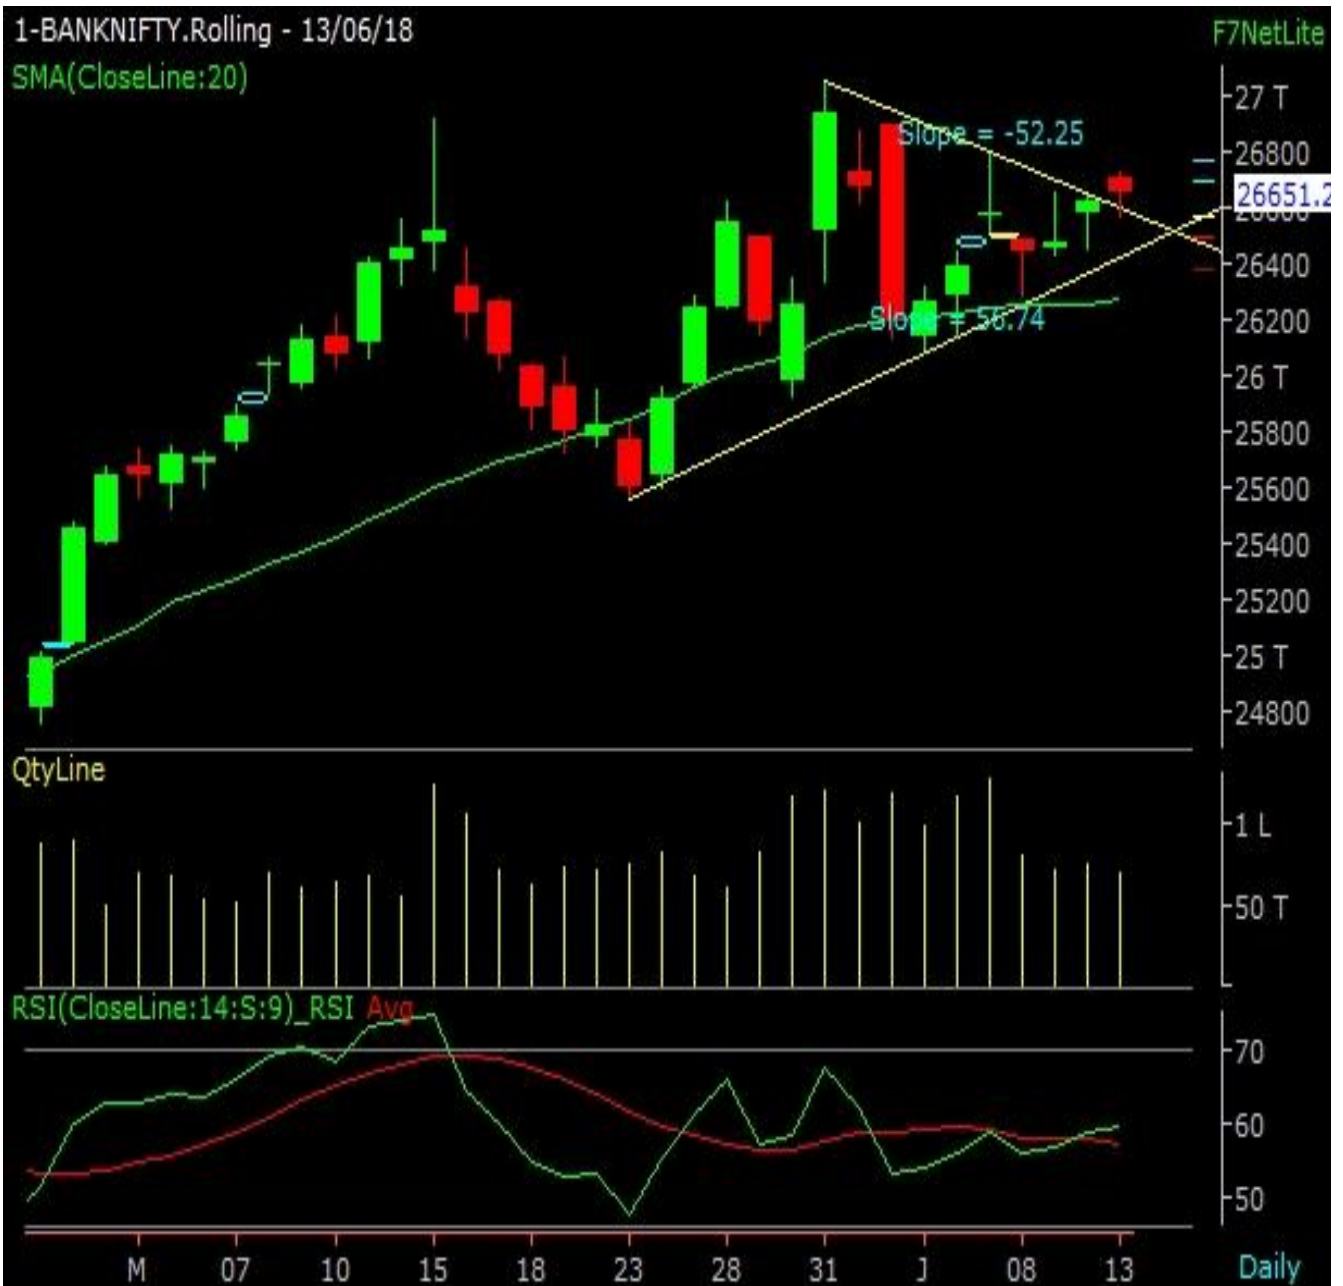 1-BANKNIFTY.Rolling - 13/06/18
F7NetLite
SMA(CloseLine:20)
27 T
Slope = -52.25
26800
26651.2
26600
26400
Slope = 56.74
26200
26 T
25800
25600
25400
25200
25 T
24800
QtyLine
1 L
50 T
RSI(CloseLine:14:S:9)_RSI Avg
70
60
50
M 07 10 15 18 23 28 31 J 08 13
Daily